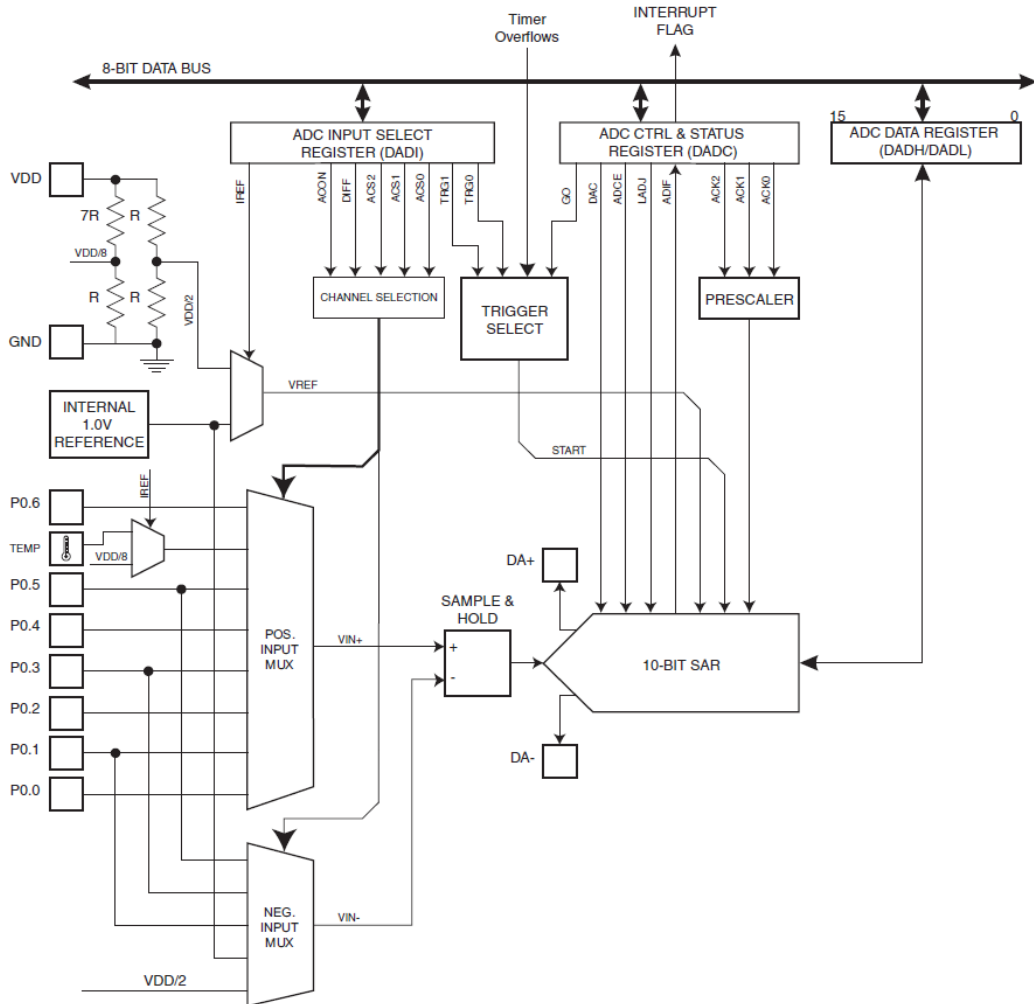 Timer
Overflows
INTERRUPT
FLAG
8-BIT DATA BUS
ADC INPUT SELECT
REGISTER (DADI)
ADC CTRL & STATUS
REGISTER (DADC)
15
0
ADC DATA REGISTER
(DADH/DADL)
IREF
ACON
DIFF
ACS2
ACS1
ACS0
TRG1
TRG0
GO
DAC
ADCE
LADJ
ADIF
ACK2
ACK1
ACK0
VDD
7R
R
VDD/8
R
R
VDD/2
GND
CHANNEL SELECTION
TRIGGER
SELECT
PRESCALER
INTERNAL
1.0V
REFERENCE
VREF
START
IREF
P0.6
TEMP
VDD/8
P0.5
P0.4
P0.3
P0.2
P0.1
P0.0
POS.
INPUT
MUX
VIN+
SAMPLE &
HOLD
+
-
DA+
10-BIT SAR
DA-
NEG.
INPUT
MUX
VIN-
VDD/2